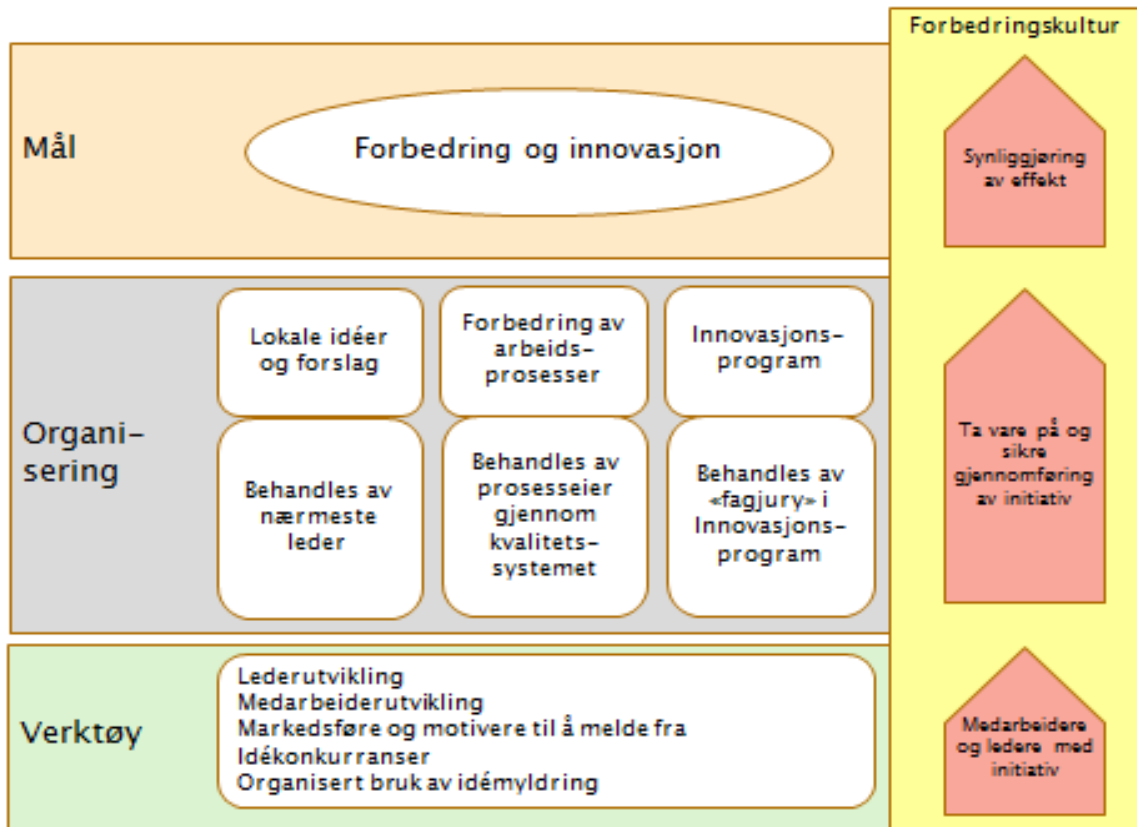 Forbedringskultur
Mål
Forbedring og innovasjon
Synliggjøring
av effekt
Organi-
sering
Lokale idéer
og forslag
Forbedring av
arbeids-
prosesser
Innovasjons-
program
Behandles av
nærmeste
leder
Behandles av
prosesseier
gjennom
kvalitets-
systemet
Behandles av
«fagjury» i
Innovasjons-
program
Ta vare på og
sikre
gjennomføring
av initiativ
Verktøy
Lederutvikling
Medarbeiderutvikling
Markedsføre og motivere til å melde fra
Idékonkurranser
Organisert bruk av idémyldring
Medarbeidere
og ledere med
initiativ